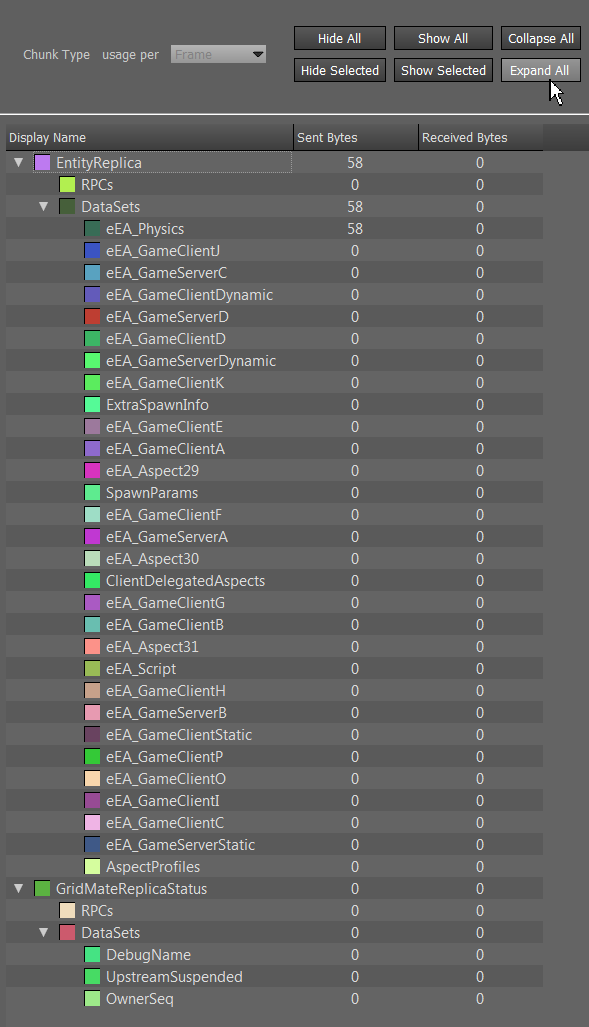 Chunk Type usage per Frame
Hide All Show All Collapse All
Hide Selected Show Selected Expand All
Display Name Sent Bytes Received Bytes
EntityReplica 58 0
RPCs 0 0
DataSets 58 0
eEA_Physics 58 0
eEA_GameClientJ 0 0
eEA_GameServerC 0 0
eEA_GameClientDynamic 0 0
eEA_GameServerD 0 0
eEA_GameClientD 0 0
eEA_GameServerDynamic 0 0
eEA_GameClientK 0 0
ExtraSpawnInfo 0 0
eEA_GameClientE 0 0
eEA_GameClientA 0 0
eEA_Aspect29 0 0
SpawnParams 0 0
eEA_GameClientF 0 0
eEA_GameServerA 0 0
eEA_Aspect30 0 0
ClientDelegatedAspects 0 0
eEA_GameClientG 0 0
eEA_GameClientB 0 0
eEA_Aspect31 0 0
eEA_Script 0 0
eEA_GameClientH 0 0
eEA_GameServerB 0 0
eEA_GameClientStatic 0 0
eEA_GameClientP 0 0
eEA_GameClientO 0 0
eEA_GameClientI 0 0
eEA_GameClientC 0 0
eEA_GameServerStatic 0 0
AspectProfiles 0 0
GridMateReplicaStatus 0 0
RPCs 0 0
DataSets 0 0
DebugName 0 0
UpstreamSuspended 0 0
OwnerSeq 0 0